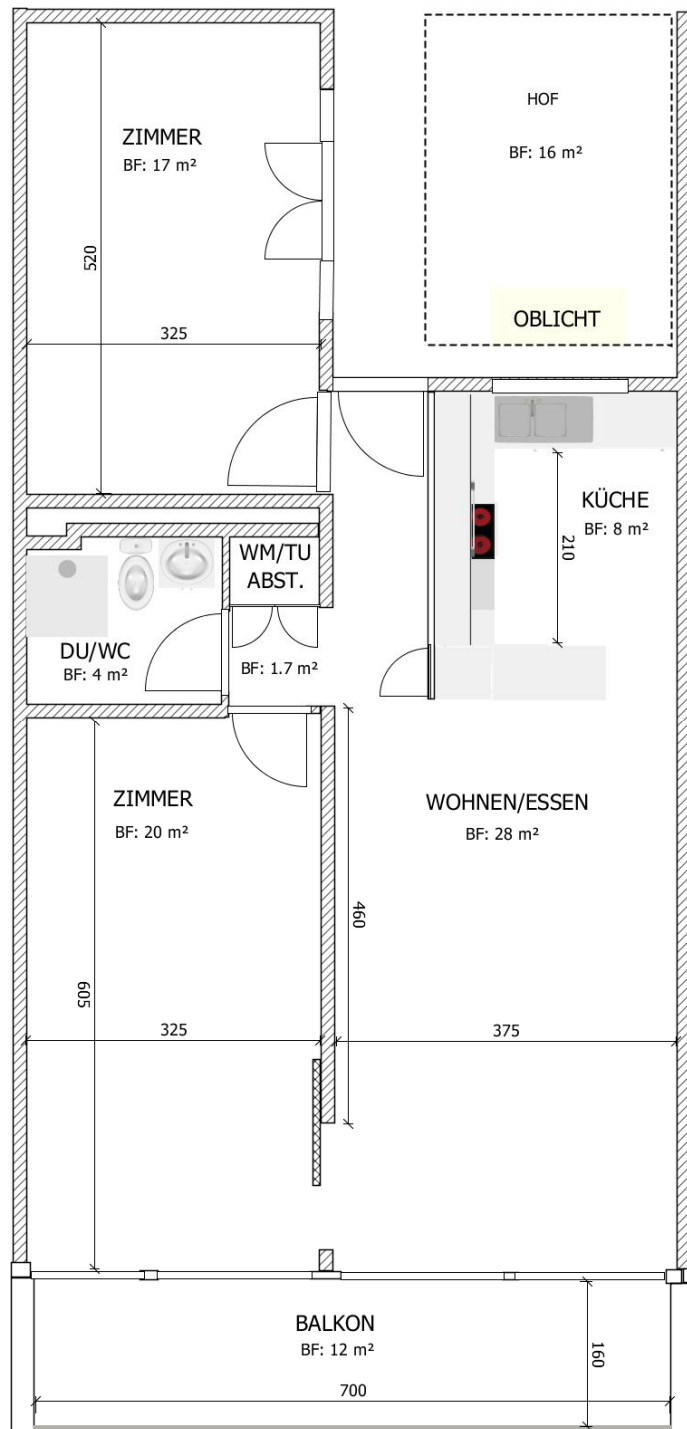 ZIMMER
BF: 17 m²
520
325
HOF
BF: 16 m²
OBLICHT
KÜCHE
BF: 8 m²
210
WM/TU
ABST.
BF: 1.7 m²
DU/WC
BF: 4 m²
ZIMMER
BF: 20 m²
605
325
WOHNEN/ESSEN
BF: 28 m²
460
375
BALKON
BF: 12 m²
160
700